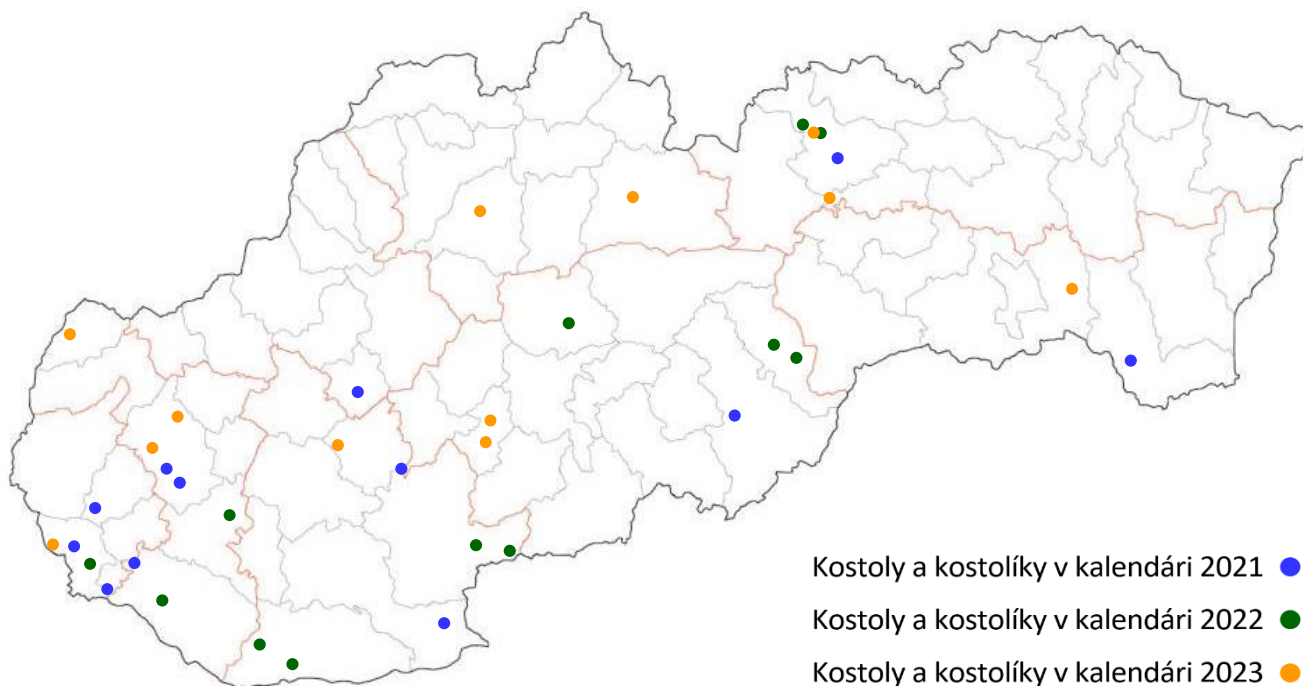 Kostoly a kostolíky v kalendári 2021
Kostoly a kostolíky v kalendári 2022
Kostoly a kostolíky v kalendári 2023